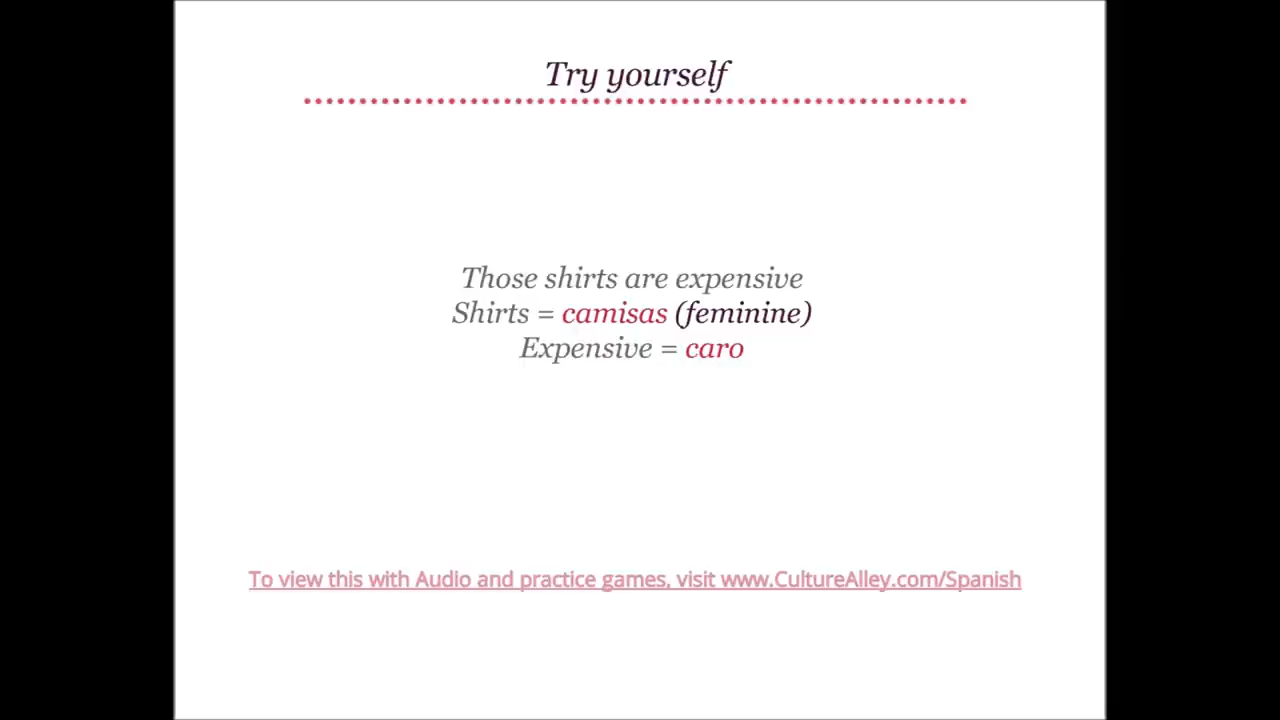 Try yourself
Those shirts are expensive
Shirts = camisas (feminine)
Expensive = caro
To view this with Audio and practice games, visit www.CultureAlley.com/Spanish